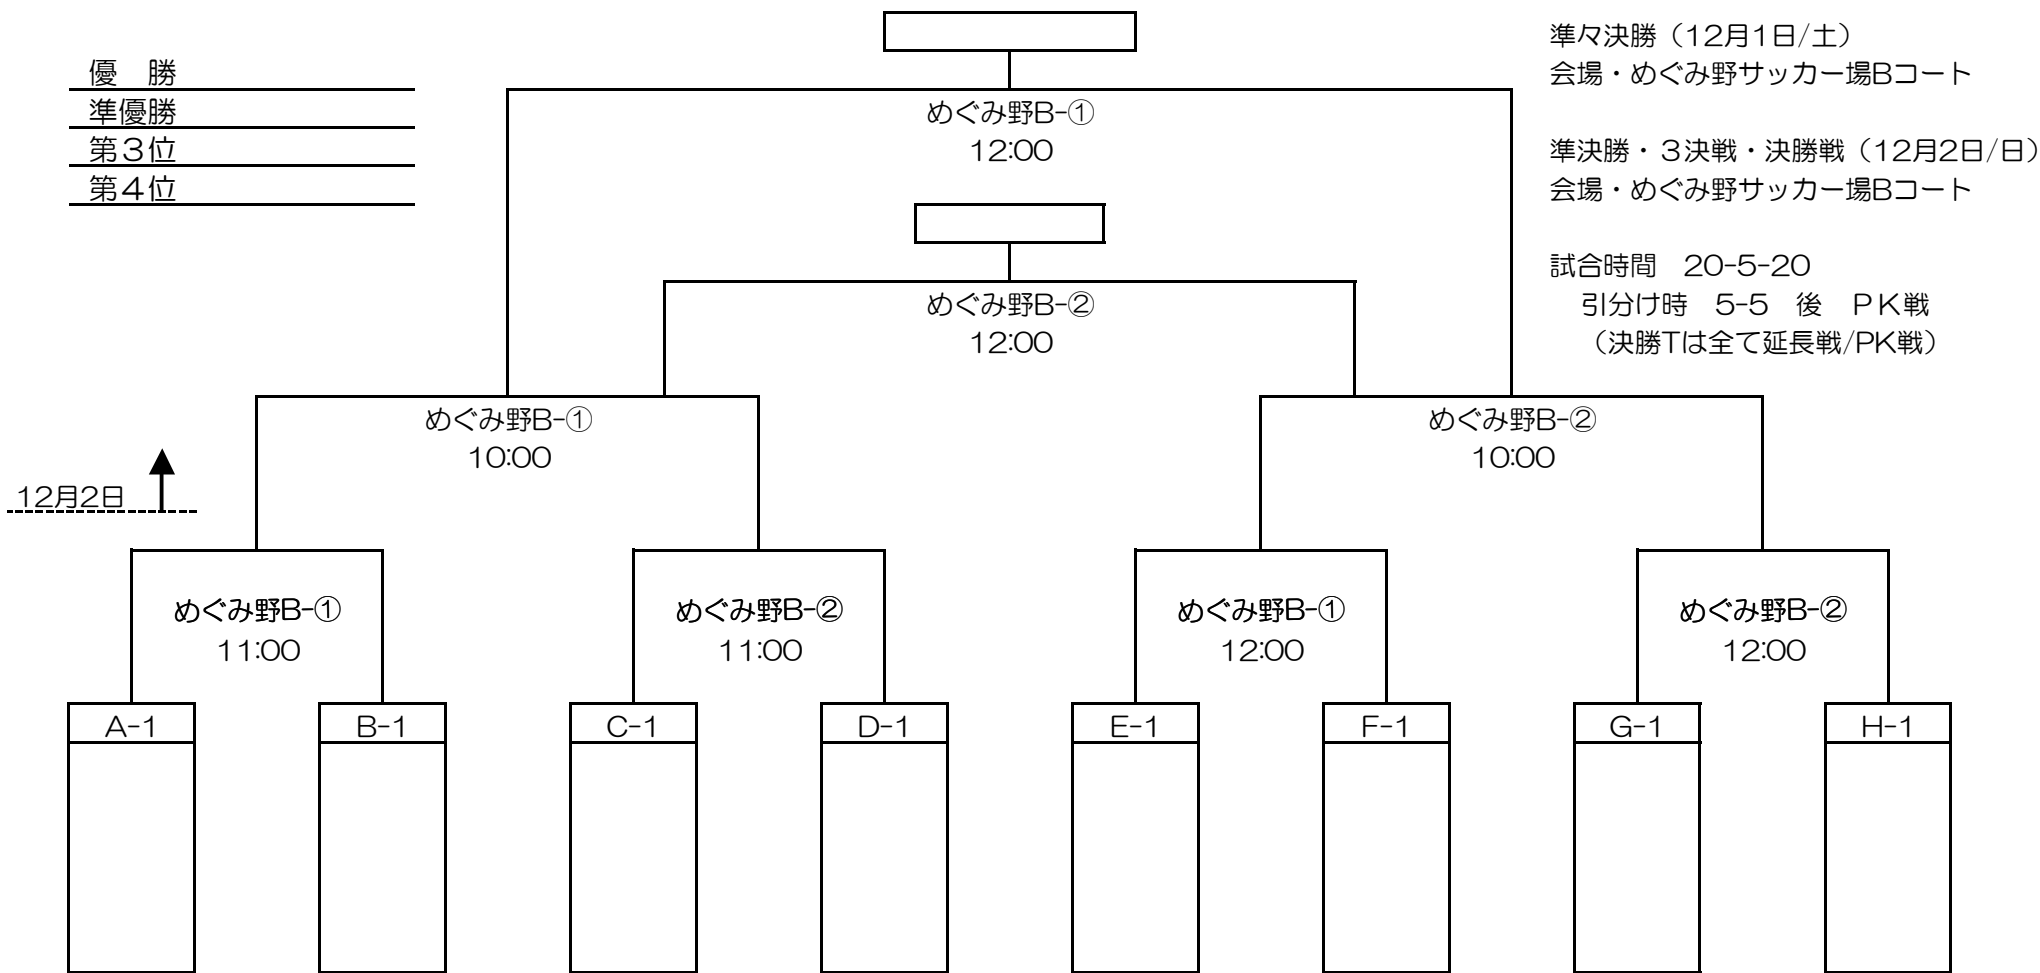 優　勝
準優勝
第３位
第４位
準々決勝（12月1日/土）
会場・めぐみ野サッカー場Bコート
準決勝・３決戦・決勝戦（12月2日/日）
会場・めぐみ野サッカー場Bコート
試合時間　20-5-20
引分け時　5-5　後　ＰＫ戦
（決勝Tは全て延長戦/PK戦）
めぐみ野B-①
12:00
めぐみ野B-②
12:00
めぐみ野B-①
10:00
めぐみ野B-②
10:00
12月2日
めぐみ野B-①
11:00
めぐみ野B-②
11:00
めぐみ野B-①
12:00
めぐみ野B-②
12:00
A-1
B-1
C-1
D-1
E-1
F-1
G-1
H-1